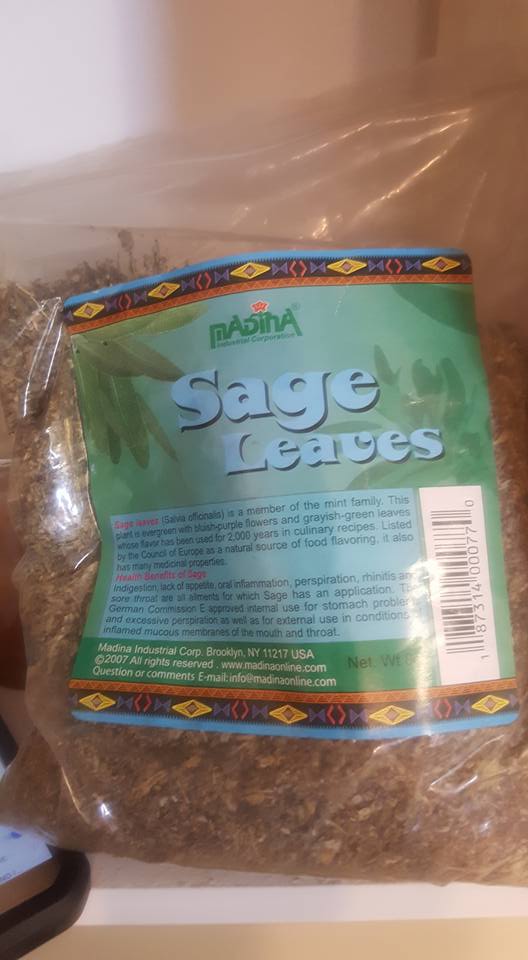 MADINA®
Industrial Corporation
Sage
Leaves
Sage leaves (Salvia officinalis) is a member of the mint family. This
plant is evergreen with bluish-purple flowers and grayish-green leaves
whose flavor has been used for 2,000 years in culinary recipes. Listed
by the Council of Europe as a natural source of food flavoring, it also
has many medicinal properties.
Health Benefits of Sage
Indigestion, lack of appetite, oral inflammation, perspiration, rhinitis and
sore throat are all ailments for which Sage has an application.
German Commission E approved internal use for stomach
and excessive perspiration as well as for external use in conditions
inflamed mucous membranes of the mouth and throat.
Madina Industrial Corp. Brooklyn, NY 11217 USA
©2007 All rights reserved . www.madinaonline.com
Question or comments E-mail: info@madinaonline.com
Net. Wt
1 87314 00077 0